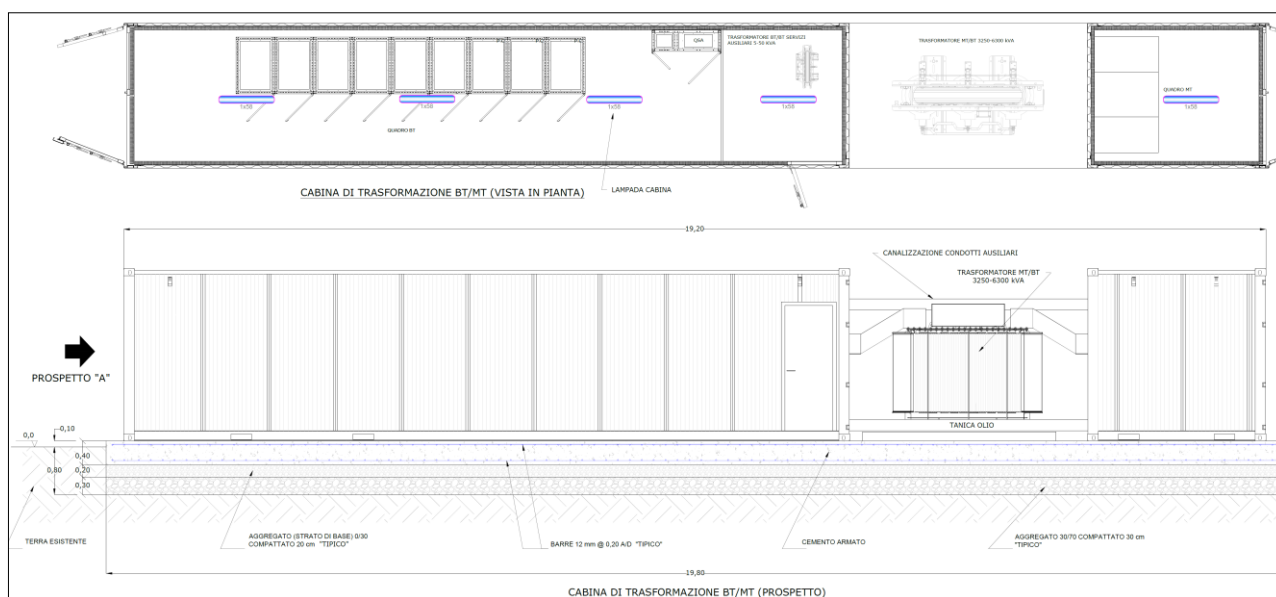 QSA
TRASFORMATORE BT/BT SERVIZI
AUSILIARI 5-50 kVA
TRASFORMATORE MT/BT 3250-6300 kVA
QUADRO MT
1x58
1x58
1x58
1x58
1x56
QUADRO BT
CABINA DI TRASFORMAZIONE BT/MT (VISTA IN PIANTA)
LAMPADA CABINA
19,20
CANALIZZAZIONE CONDOTTI AUSILIARI
TRASFORMATORE MT/BT
3250-6300 kVA
PROSPETTO "A"
TANICA OLIO
0,0
0,10
0,40
0,80
0,20
0,30
TERRA ESISTENTE
AGGREGATO (STRATO DI BASE) 0/30
COMPATTATO 20 cm "TIPICO"
BARRE 12 mm @ 0,20 A/D "TIPICO"
CEMENTO ARMATO
AGGREGATO 30/70 COMPATTATO 30 cm
"TIPICO"
19,80
CABINA DI TRASFORMAZIONE BT/MT (PROSPETTO)